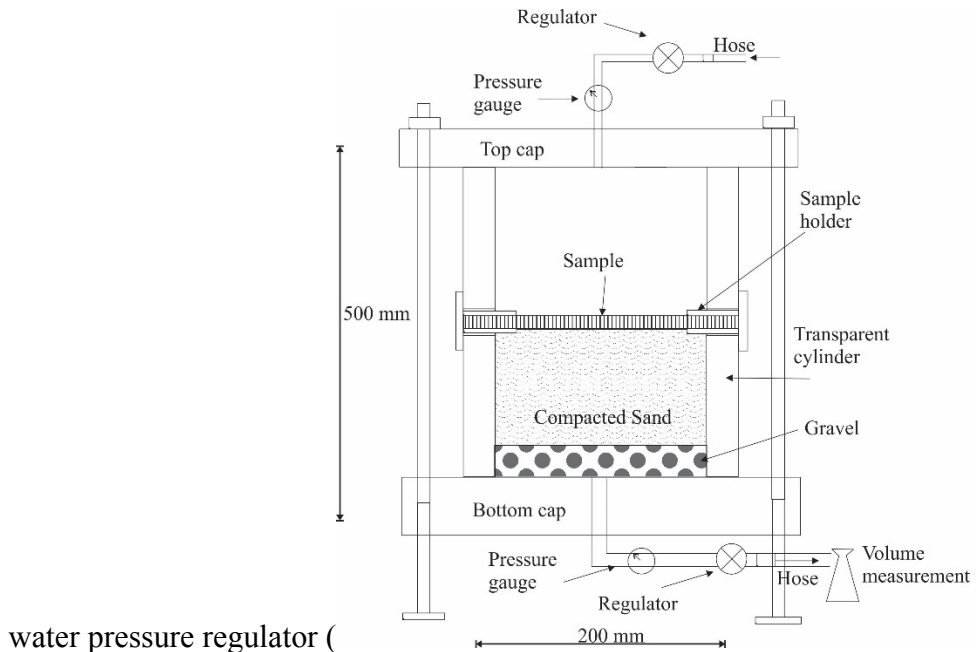 Regulator
Hose
Pressure
gauge
Top cap
Sample
holder
Sample
500 mm
Transparent
cylinder
Compacted Sand
Gravel
Bottom cap
Pressure
gauge
Regulator
Hose
Volume
measurement
200 mm
water pressure regulator (